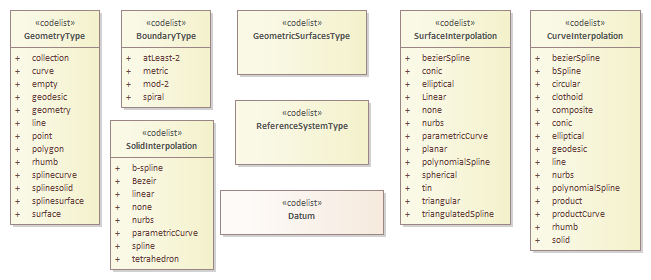 «codelist»
GeometryType
+ collection
+ curve
+ empty
+ geodesic
+ geometry
+ line
+ point
+ polygon
+ rhumb
+ splinecurve
+ splinesolid
+ splinesurface
+ surface
«codelist»
BoundaryType
+ atLeast-2
+ metric
+ mod-2
+ spiral
«codelist»
SolidInterpolation
+ b-spline
+ Bezeir
+ linear
+ none
+ nurbs
+ parametricCurve
+ spline
+ tetrahedron
«codelist»
GeometricSurfacesType
«codelist»
ReferenceSystemType
«codelist»
Datum
«codelist»
SurfaceInterpolation
+ bezierSpline
+ conic
+ elliptical
+ Linear
+ none
+ nurbs
+ parametricCurve
+ planar
+ polynomialSpline
+ spherical
+ tin
+ triangular
+ triangulatedSpline
«codelist»
CurveInterpolation
+ bezierSpline
+ bSpline
+ circular
+ clothoid
+ composite
+ conic
+ elliptical
+ geodesic
+ line
+ nurbs
+ polynomialSpline
+ product
+ productCurve
+ rhumb
+ solid